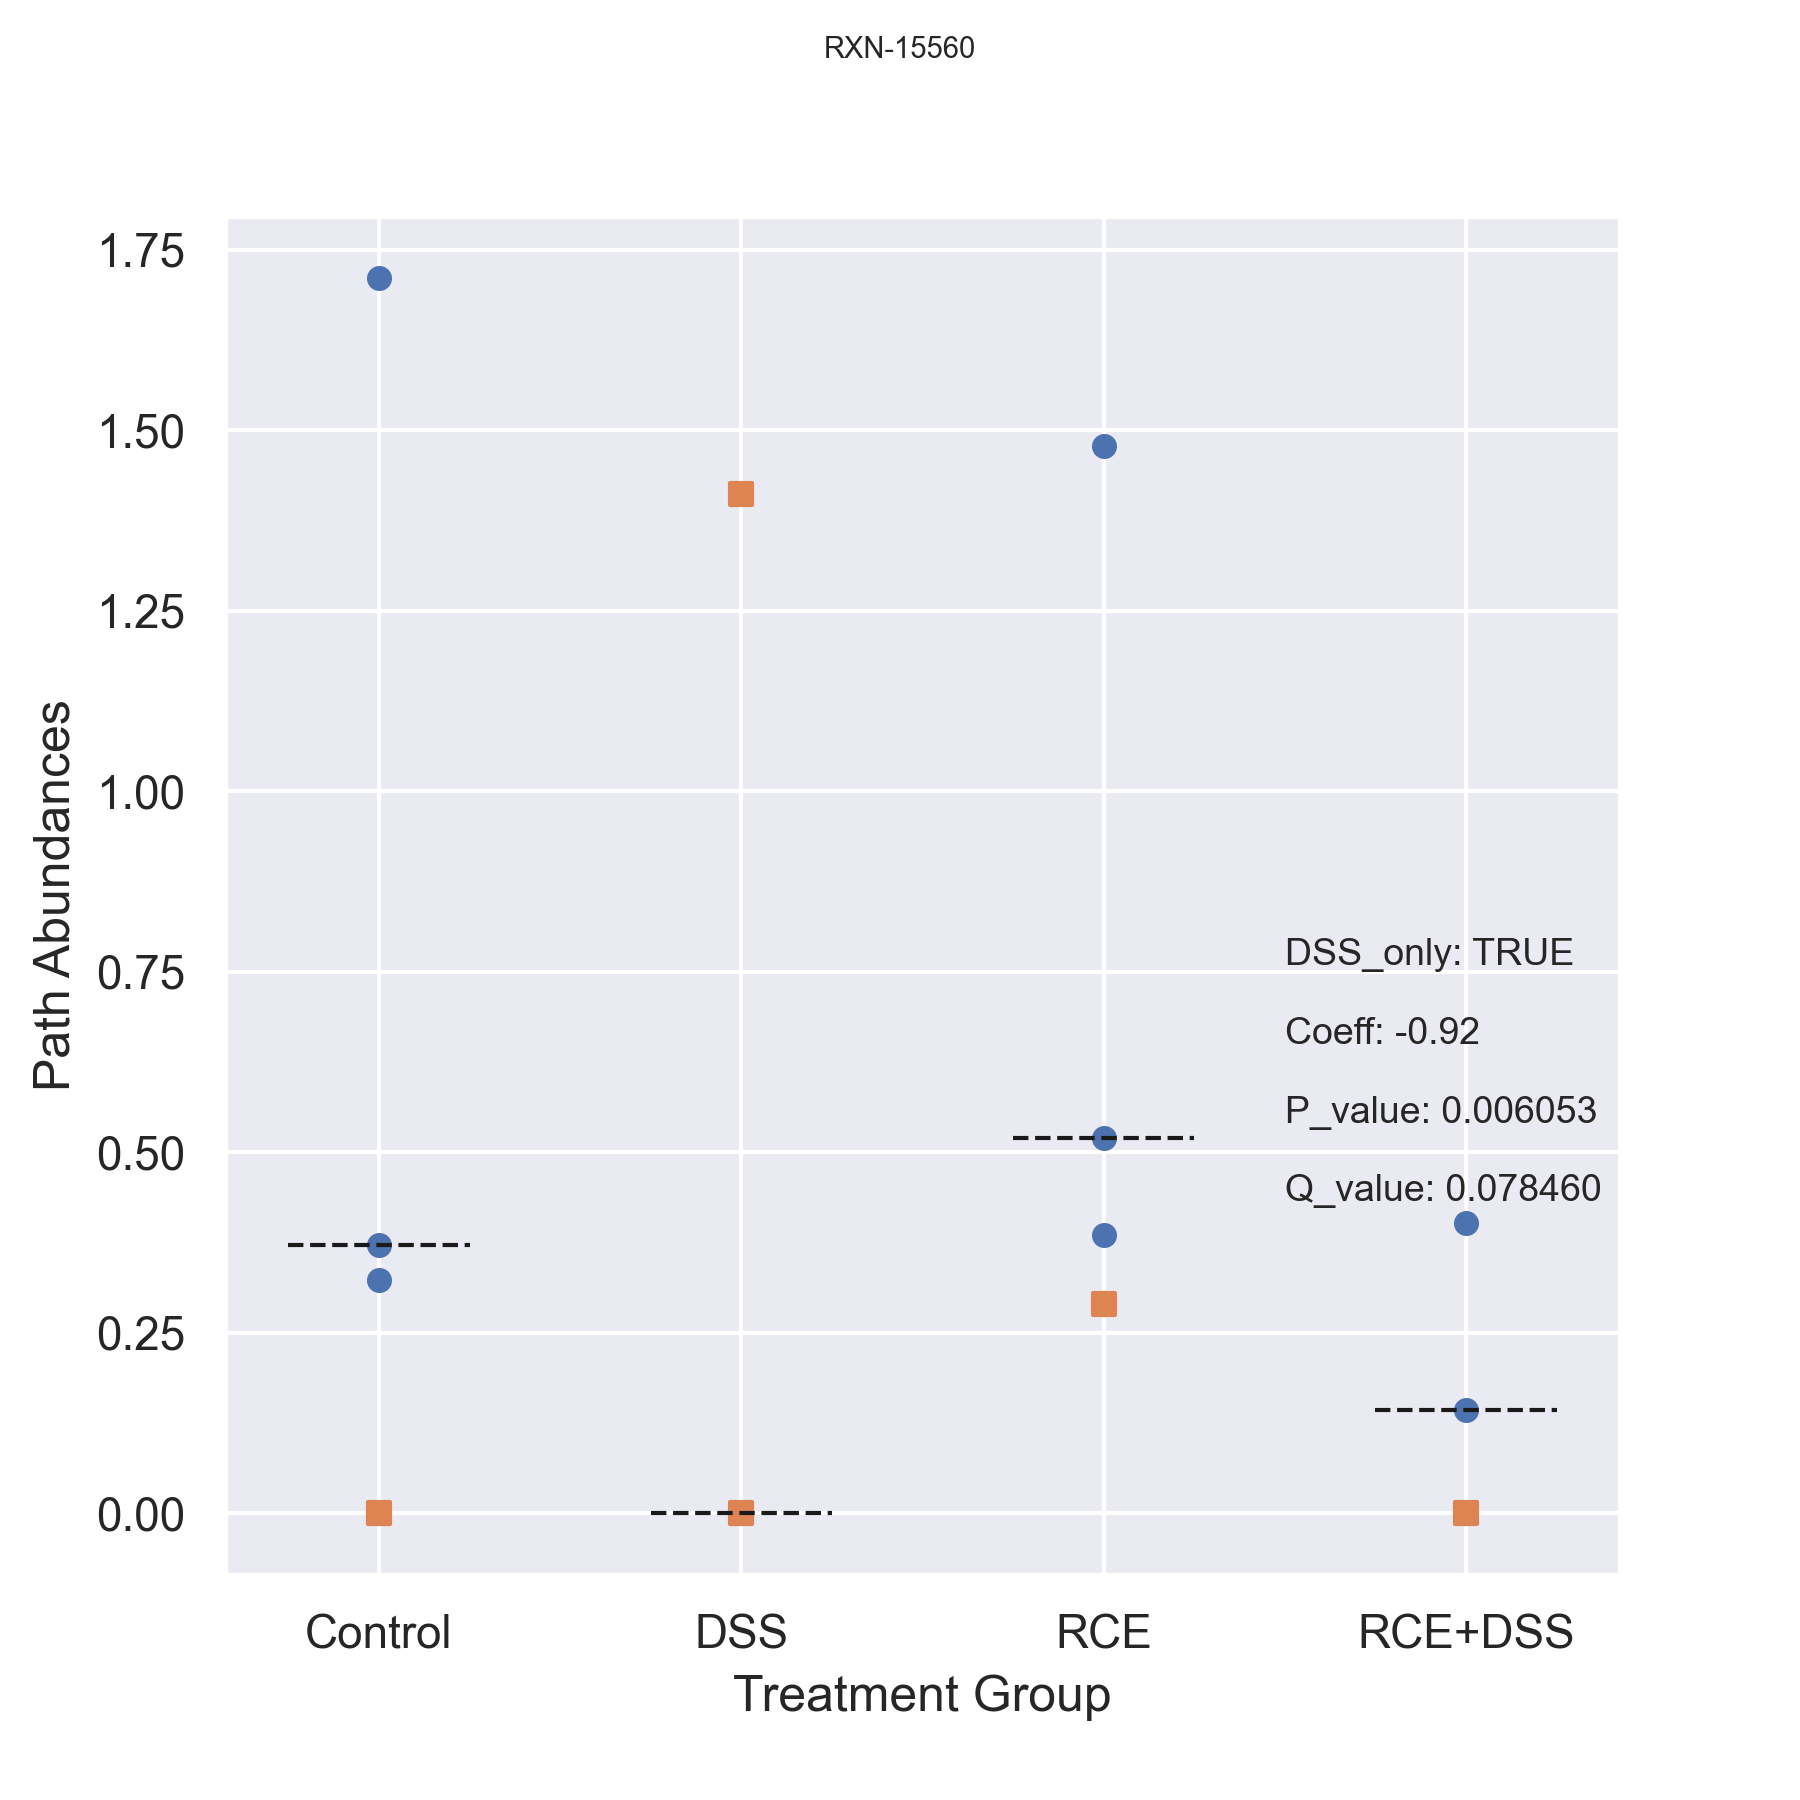 RXN-15560
1.75
1.50
1.25
1.00
0.75
0.50
0.25
0.00
Path Abundances
DSS_only: TRUE
Coeff: -0.92
P_value: 0.006053
Q_value: 0.078460
Control DSS RCE RCE+DSS
Treatment Group